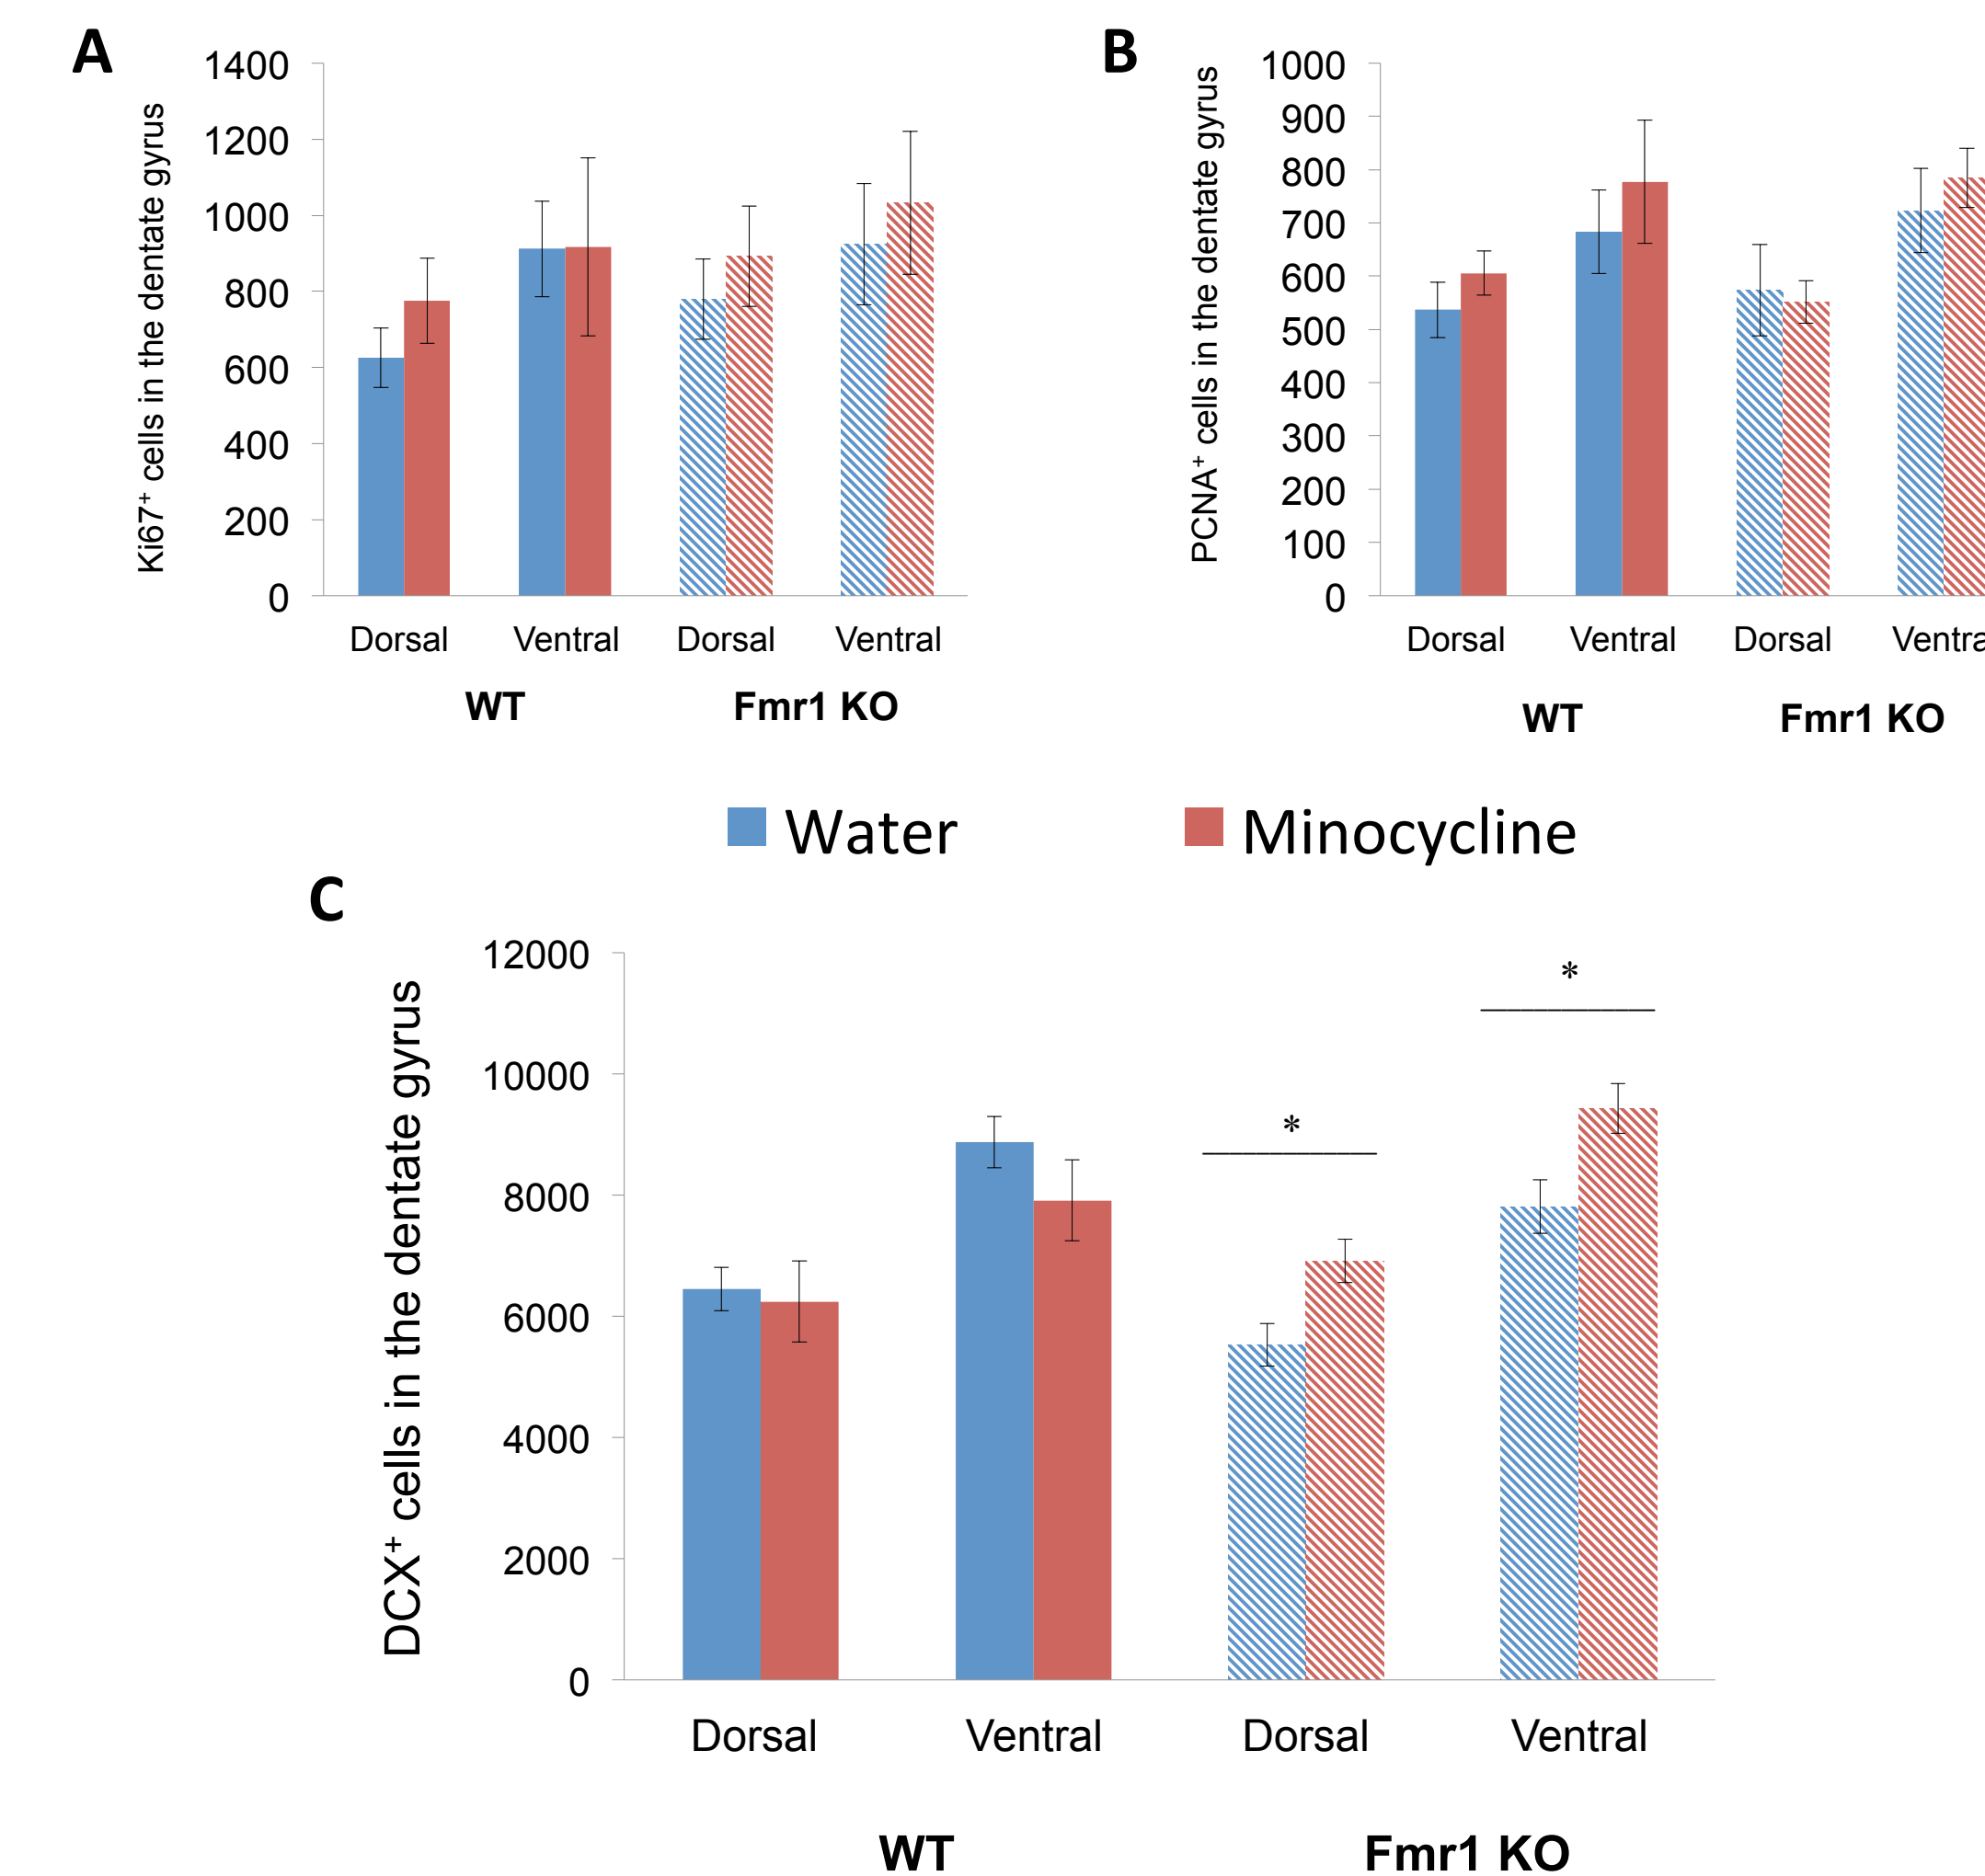 A
Ki67+ cells in the dentate gyrus
1400
1200
1000
800
600
400
200
0
Dorsal Ventral Dorsal Ventral
WT Fmr1 KO
B
PCNA+ cells in the dentate gyrus
1000
900
800
700
600
500
400
300
200
100
0
Dorsal Ventral Dorsal Ventra
WT Fmr1 KO
Water Minocycline
C
DCX+ cells in the dentate gyrus
12000
10000
8000
6000
4000
2000
0
* *
Dorsal Ventral Dorsal Ventral
WT Fmr1 KO